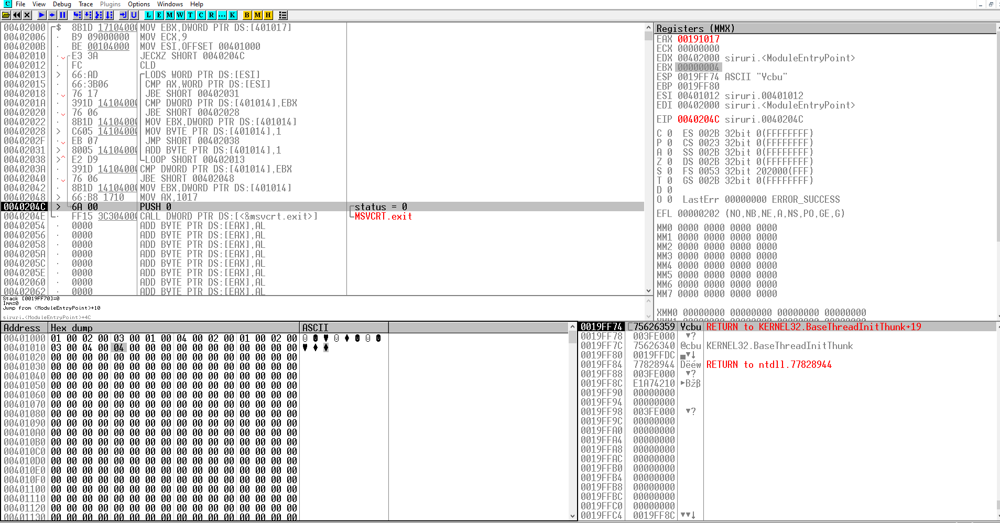 File View Debug Trace Plugins Options Windows Help
L E M W T C R ... K B M H
00402000 $ 8B1D 17104000 MOV EBX,DWORD PTR DS:[401017]
00402006 · B9 09000000 MOV ECX,9
0040200B · BE 00104000 MOV ESI,OFFSET 00401000
00402010 · E3 3A JECXZ SHORT 0040204C
00402012 · FC CLD
00402013 > 66:AD LODS WORD PTR DS:[ESI]
00402015 · 66:3B06 CMP AX,WORD PTR DS:[ESI]
00402018 · 76 17 JBE SHORT 00402031
0040201A · 391D 14104000 CMP DWORD PTR DS:[401014],EBX
00402020 · 76 06 JBE SHORT 00402028
00402022 · 8B1D 14104000 MOV EBX,DWORD PTR DS:[401014]
00402028 > C605 14104000 MOV BYTE PTR DS:[401014],1
0040202F · EB 07 JMP SHORT 00402038
00402031 > 8005 14104000 ADD BYTE PTR DS:[401014],1
00402038 >^ E2 D9 LOOP SHORT 00402013
0040203A · 391D 14104000 CMP DWORD PTR DS:[401014],EBX
00402040 · 76 06 JBE SHORT 00402048
00402042 · 8B1D 14104000 MOV EBX,DWORD PTR DS:[401014]
00402048 > 66:B8 1710 MOV AX,1017
0040204C > 6A 00 PUSH 0 status = 0
0040204E · FF15 3C304000 CALL DWORD PTR DS:[<&msvcrt.exit>] MSVCRT.exit
00402054 · 0000 ADD BYTE PTR DS:[EAX],AL
00402056 · 0000 ADD BYTE PTR DS:[EAX],AL
00402058 · 0000 ADD BYTE PTR DS:[EAX],AL
0040205A · 0000 ADD BYTE PTR DS:[EAX],AL
0040205C · 0000 ADD BYTE PTR DS:[EAX],AL
0040205E · 0000 ADD BYTE PTR DS:[EAX],AL
00402060 · 0000 ADD BYTE PTR DS:[EAX],AL
00402062 · 0000 ADD BYTE PTR DS:[EAX],AL
Stack [0019FF70]=0
Imm=0
Jump from <ModuleEntryPoint>+10
siruri.<ModuleEntryPoint>+4C
Registers (MMX)
EAX 00191017
ECX 00000000
EDX 00402000 siruri.<ModuleEntryPoint>
EBX 00000004
ESP 0019FF74 ASCII "Ycbu"
EBP 0019FF80
ESI 00401012 siruri.00401012
EDI 00402000 siruri.<ModuleEntryPoint>
EIP 0040204C siruri.0040204C
C 0 ES 002B 32bit 0(FFFFFFFF)
P 0 CS 0023 32bit 0(FFFFFFFF)
A 0 SS 002B 32bit 0(FFFFFFFF)
Z 0 DS 002B 32bit 0(FFFFFFFF)
S 0 FS 0053 32bit 202000(FFF)
T 0 GS 002B 32bit 0(FFFFFFFF)
D 0
O 0 LastErr 00000000 ERROR_SUCCESS
EFL 00000202 (NO,NB,NE,A,NS,PO,GE,G)
MM0 0000 0000 0000 0000
MM1 0000 0000 0000 0000
MM2 0000 0000 0000 0000
MM3 0000 0000 0000 0000
MM4 0000 0000 0000 0000
MM5 0000 0000 0000 0000
MM6 0000 0000 0000 0000
MM7 0000 0000 0000 0000
XMM0 00000000 00000000 00000000 00000000
Address Hex dump ASCII
00401000 01 00 02 00 03 00 01 00 04 00 02 00 01 00 02 00 ☺ ☻ ♥ ☺ ♦ ☻ ☺ ☻
00401010 03 00 04 00 04 00 00 00 00 00 00 00 00 00 00 00 ♥ ♦ ♦
00401020 00 00 00 00 00 00 00 00 00 00 00 00 00 00 00 00
00401030 00 00 00 00 00 00 00 00 00 00 00 00 00 00 00 00
00401040 00 00 00 00 00 00 00 00 00 00 00 00 00 00 00 00
00401050 00 00 00 00 00 00 00 00 00 00 00 00 00 00 00 00
00401060 00 00 00 00 00 00 00 00 00 00 00 00 00 00 00 00
00401070 00 00 00 00 00 00 00 00 00 00 00 00 00 00 00 00
00401080 00 00 00 00 00 00 00 00 00 00 00 00 00 00 00 00
00401090 00 00 00 00 00 00 00 00 00 00 00 00 00 00 00 00
004010A0 00 00 00 00 00 00 00 00 00 00 00 00 00 00 00 00
004010B0 00 00 00 00 00 00 00 00 00 00 00 00 00 00 00 00
004010C0 00 00 00 00 00 00 00 00 00 00 00 00 00 00 00 00
004010D0 00 00 00 00 00 00 00 00 00 00 00 00 00 00 00 00
004010E0 00 00 00 00 00 00 00 00 00 00 00 00 00 00 00 00
004010F0 00 00 00 00 00 00 00 00 00 00 00 00 00 00 00 00
00401100 00 00 00 00 00 00 00 00 00 00 00 00 00 00 00 00
00401110 00 00 00 00 00 00 00 00 00 00 00 00 00 00 00 00
00401120 00 00 00 00 00 00 00 00 00 00 00 00 00 00 00 00
00401130 00 00 00 00 00 00 00 00 00 00 00 00 00 00 00 00
0019FF74 75626359 Ycbu RETURN to KERNEL32.BaseThreadInitThunk+19
0019FF78 003FE000 ▼?
0019FF7C 75626340 @cbu KERNEL32.BaseThreadInitThunk
0019FF80 0019FFDC ▄▼↓
0019FF84 77828944 Dëéw RETURN to ntdll.77828944
0019FF88 003FE000 ▼?
0019FF8C E1A74210 ►Bžβ
0019FF90 00000000
0019FF94 00000000
0019FF98 003FE000 ▼?
0019FF9C 00000000
0019FFA0 00000000
0019FFA4 00000000
0019FFA8 00000000
0019FFAC 00000000
0019FFB0 00000000
0019FFB4 00000000
0019FFB8 00000000
0019FFBC 00000000
0019FFC0 00000000
0019FFC4 0019FF8C ▼▼↓